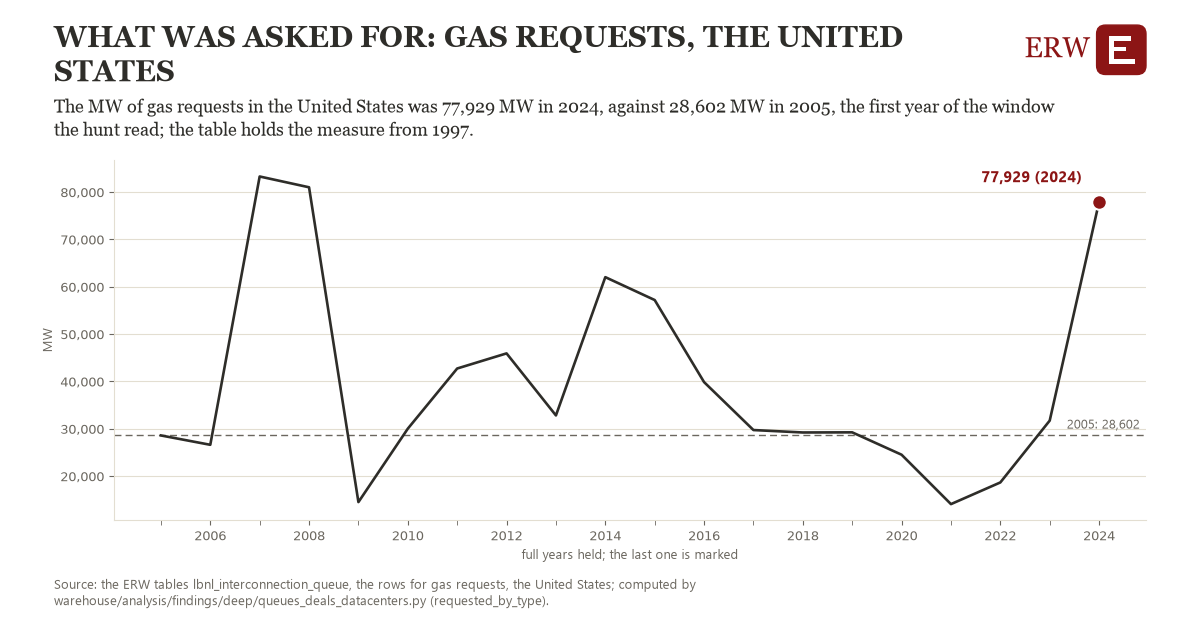 WHAT WAS ASKED FOR: GAS REQUESTS, THE UNITED
STATES
ERW E
The MW of gas requests in the United States was 77,929 MW in 2024, against 28,602 MW in 2005, the first year of the window
the hunt read; the table holds the measure from 1997.
77,929 (2024)
80,000
70,000
60,000
50,000
40,000
30,000
20,000
MW
2005: 28,602
2006 2008 2010 2012 2014 2016 2018 2020 2022 2024
full years held; the last one is marked
Source: the ERW tables lbnl_interconnection_queue, the rows for gas requests, the United States; computed by
warehouse/analysis/findings/deep/queues_deals_datacenters.py (requested_by_type).